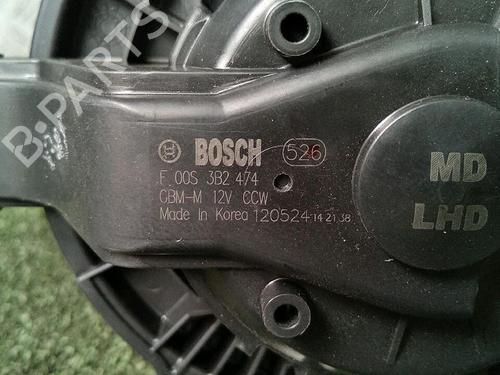 B-PARTS
BOSCH 526
F 00S 3B2 474
CBM-M 12V CCW
Made In Korea 120524 14 21 38
MD
LHD